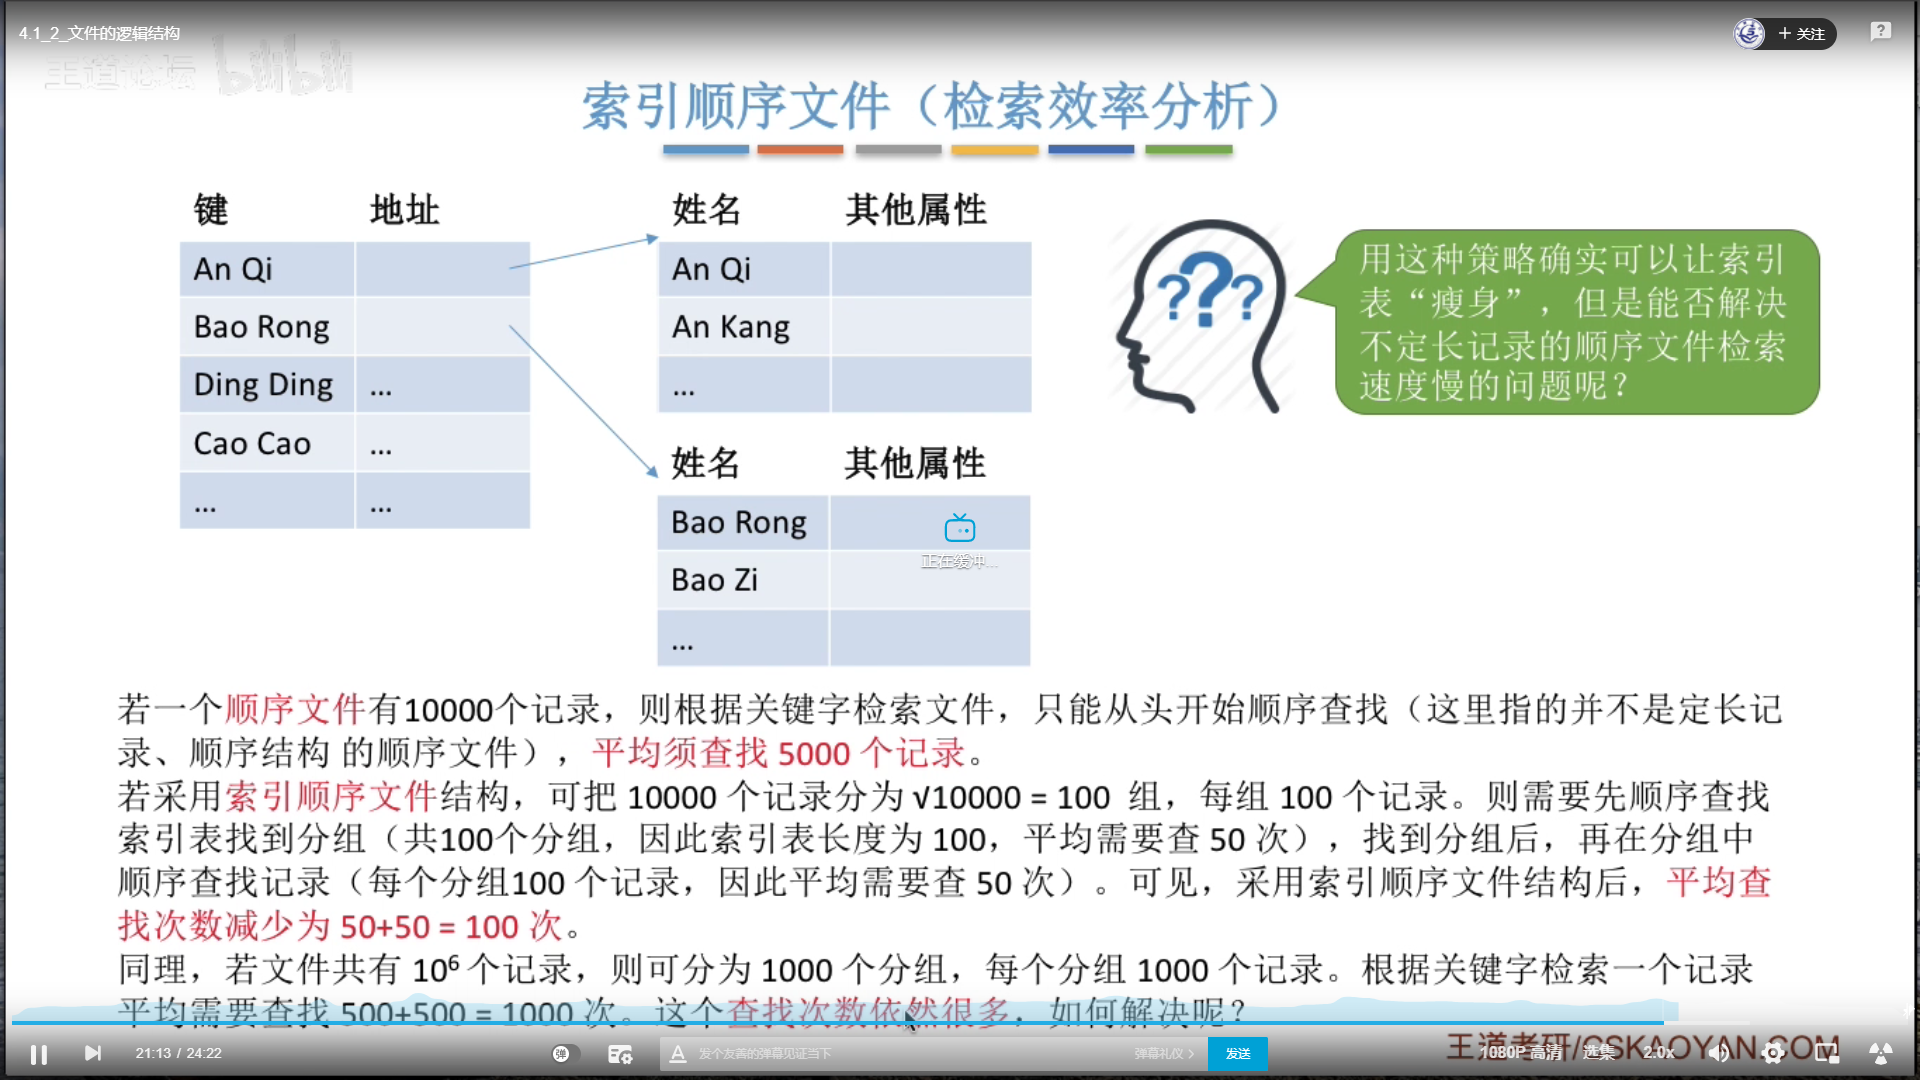 4.1_2_文件的逻辑结构
+ 关注
王道论坛 bilibili
索引顺序文件（检索效率分析）
键 地址
An Qi
Bao Rong
Ding Ding ...
Cao Cao ...
... ...
姓名 其他属性
An Qi
An Kang
...
姓名 其他属性
Bao Rong
Bao Zi
...
正在缓冲...
???
用这种策略确实可以让索引
表“瘦身”，但是能否解决
不定长记录的顺序文件检索
速度慢的问题呢？
若一个顺序文件有10000个记录，则根据关键字检索文件，只能从头开始顺序查找（这里指的并不是定长记
录、顺序结构 的顺序文件），平均须查找 5000 个记录。
若采用索引顺序文件结构，可把 10000 个记录分为 √10000 = 100 组，每组 100 个记录。则需要先顺序查找
索引表找到分组（共100个分组，因此索引表长度为 100，平均需要查 50 次），找到分组后，再在分组中
顺序查找记录（每个分组100 个记录，因此平均需要查 50 次）。可见，采用索引顺序文件结构后，平均查
找次数减少为 50+50 = 100 次。
同理，若文件共有 10⁶ 个记录，则可分为 1000 个分组，每个分组 1000 个记录。根据关键字检索一个记录
平均需要查找 500+500 = 1000 次。这个查找次数依然很多，如何解决呢？
王道考研/CSKAOYAN.COM
21:13 / 24:22
弹
A 发个友善的弹幕见证当下
弹幕礼仪 >
发送
1080P 高清
选集
2.0x